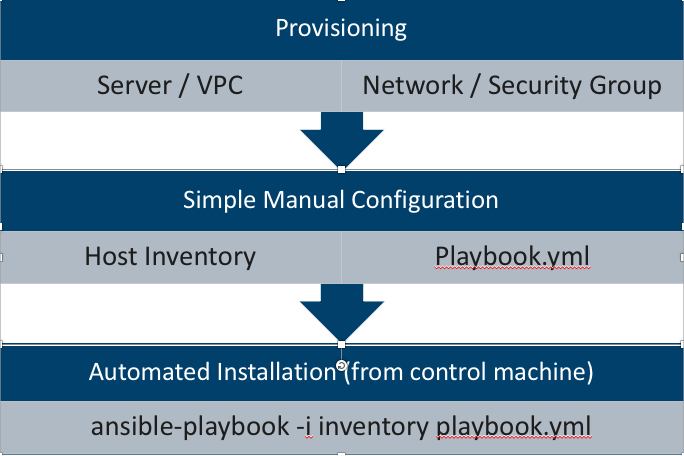 Provisioning
Server / VPC
Network / Security Group
Simple Manual Configuration
Host Inventory
Playbook.yml
Automated Installation (from control machine)
ansible-playbook -i inventory playbook.yml